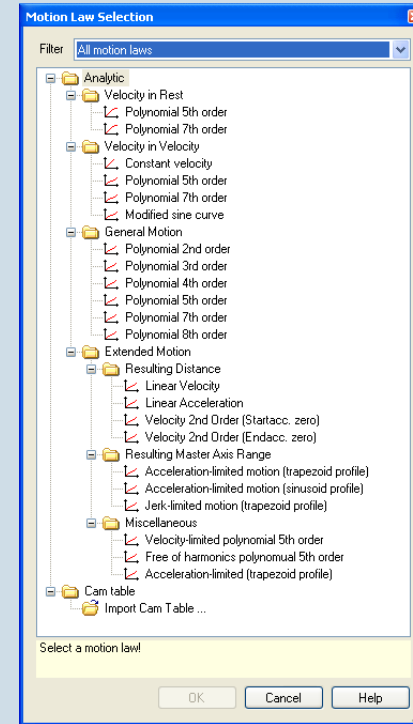 Motion Law Selection
Filter All motion laws
Analytic
Velocity in Rest
Polynomial 5th order
Polynomial 7th order
Velocity in Velocity
Constant velocity
Polynomial 5th order
Polynomial 7th order
Modified sine curve
General Motion
Polynomial 2nd order
Polynomial 3rd order
Polynomial 4th order
Polynomial 5th order
Polynomial 7th order
Polynomial 8th order
Extended Motion
Resulting Distance
Linear Velocity
Linear Acceleration
Velocity 2nd Order (Startacc. zero)
Velocity 2nd Order (Endacc. zero)
Resulting Master Axis Range
Acceleration-limited motion (trapezoid profile)
Acceleration-limited motion (sinusoid profile)
Jerk-limited motion (trapezoid profile)
Miscellaneous
Velocity-limited polynomial 5th order
Free of harmonics polynomual 5th order
Acceleration-limited (trapezoid profile)
Cam table
Import Cam Table ...
Select a motion law!
OK Cancel Help